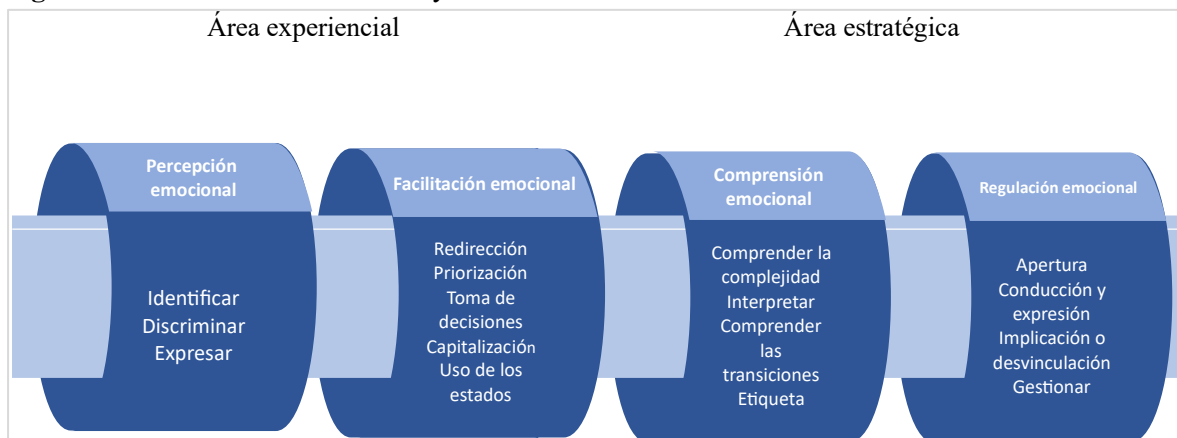 Área experiencial
Área estratégica
Percepción
emocional
Identificar
Discriminar
Expresar
Facilitación emocional
Redirección
Priorización
Toma de
decisiones
Capitalización
Uso de los
estados
Comprensión
emocional
Comprender la
complejidad
Interpretar
Comprender
las
transiciones
Etiqueta
Regulación emocional
Apertura
Conducción y
expresión
Implicación o
desvinculación
Gestionar